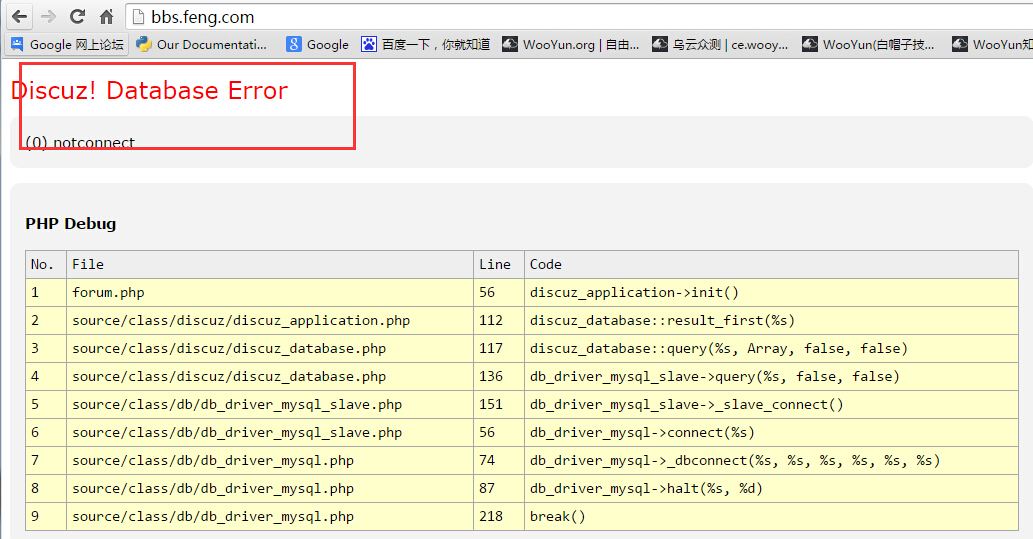 bbs.feng.com
Google 网上论坛 Our Documentati... Google 百度一下，你就知道 WooYun.org | 自由... 乌云众测 | ce.wooy... WooYun(白帽子技... WooYun知
Discuz! Database Error
(0) notconnect
PHP Debug
No. File Line Code
1 forum.php 56 discuz_application->init()
2 source/class/discuz/discuz_application.php 112 discuz_database::result_first(%s)
3 source/class/discuz/discuz_database.php 117 discuz_database::query(%s, Array, false, false)
4 source/class/discuz/discuz_database.php 136 db_driver_mysql_slave->query(%s, false, false)
5 source/class/db/db_driver_mysql_slave.php 151 db_driver_mysql_slave->_slave_connect()
6 source/class/db/db_driver_mysql_slave.php 56 db_driver_mysql->connect(%s)
7 source/class/db/db_driver_mysql.php 74 db_driver_mysql->_dbconnect(%s, %s, %s, %s, %s, %s)
8 source/class/db/db_driver_mysql.php 87 db_driver_mysql->halt(%s, %d)
9 source/class/db/db_driver_mysql.php 218 break()